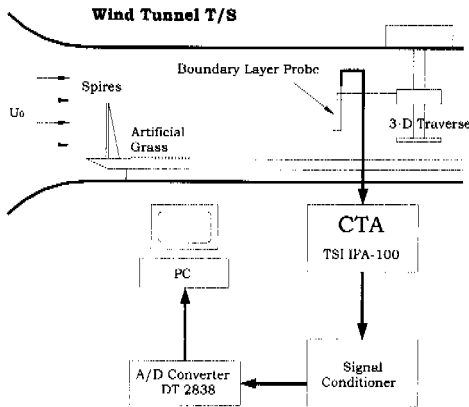 Wind Tunnel T/S
Boundary Layer Probe
Spires
U₀
3-D Traverse
Artificial
Grass
CTA
TSI IFA-100
PC
A/D Converter
DT 2838
Signal
Conditioner